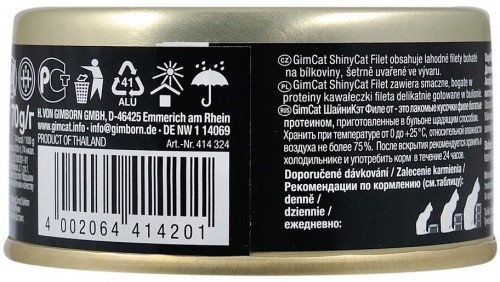 41
ALU
70g/
H. VON GIMBORN GMBH, D-46425 Emmerich am Rhein
gimcat.info • info@gimborn.de • DE NW 1 14069
PRODUCT OF THAILAND
Art.-Nr. 414 324
4 002064 414201
CZ GimCat ShinyCat Filet obsahuje lahodné filety bohaté
na bílkoviny, šetrně uvařené ve vývaru.
PL GimCat ShinyCat Filet zawiera smaczne, bogate w
proteiny kawałeczki fileta delikatnie gotowane w bulionie.
GimCat ШайниКэт Филе от - это лакомые кусочки филе богатые
протеином, приготовленные в бульоне щадящим способом.
Хранить при температуре от 0 до +25°С, относительной влажности
воздуха не более 75%. После вскрытия рекомендуется хранить в
холодильнике и употребить корм в течение 24 часов.
Doporučené dávkování / Zalecenie karmienia /
Рекомендации по кормлению (см.таблицу):
denně /
dziennie /
ежедневно: